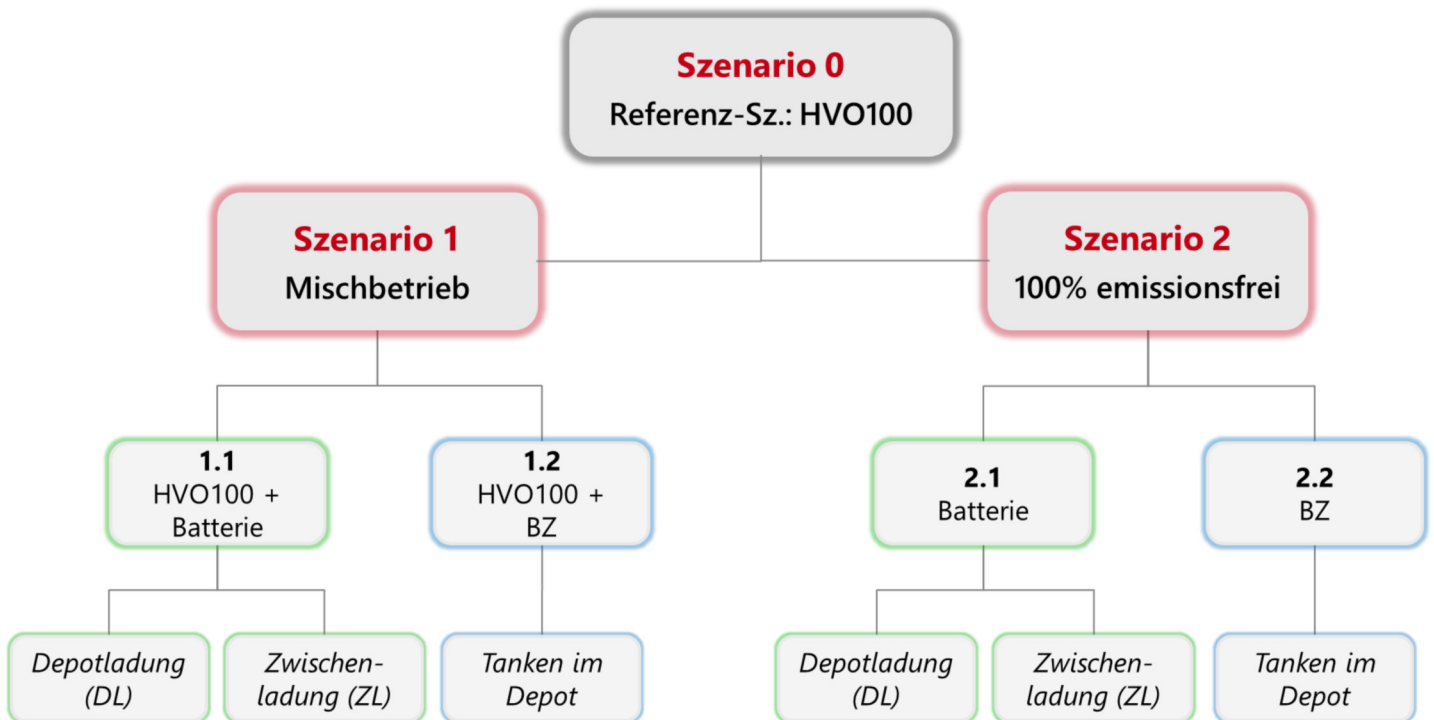 Szenario 0
Referenz-Sz.: HVO100
Szenario 1
Mischbetrieb
Szenario 2
100% emissionsfrei
1.1
HVO100 +
Batterie
1.2
HVO100 +
BZ
2.1
Batterie
2.2
BZ
Depotladung
(DL)
Zwischen-
ladung (ZL)
Tanken im
Depot
Depotladung
(DL)
Zwischen-
ladung (ZL)
Tanken im
Depot